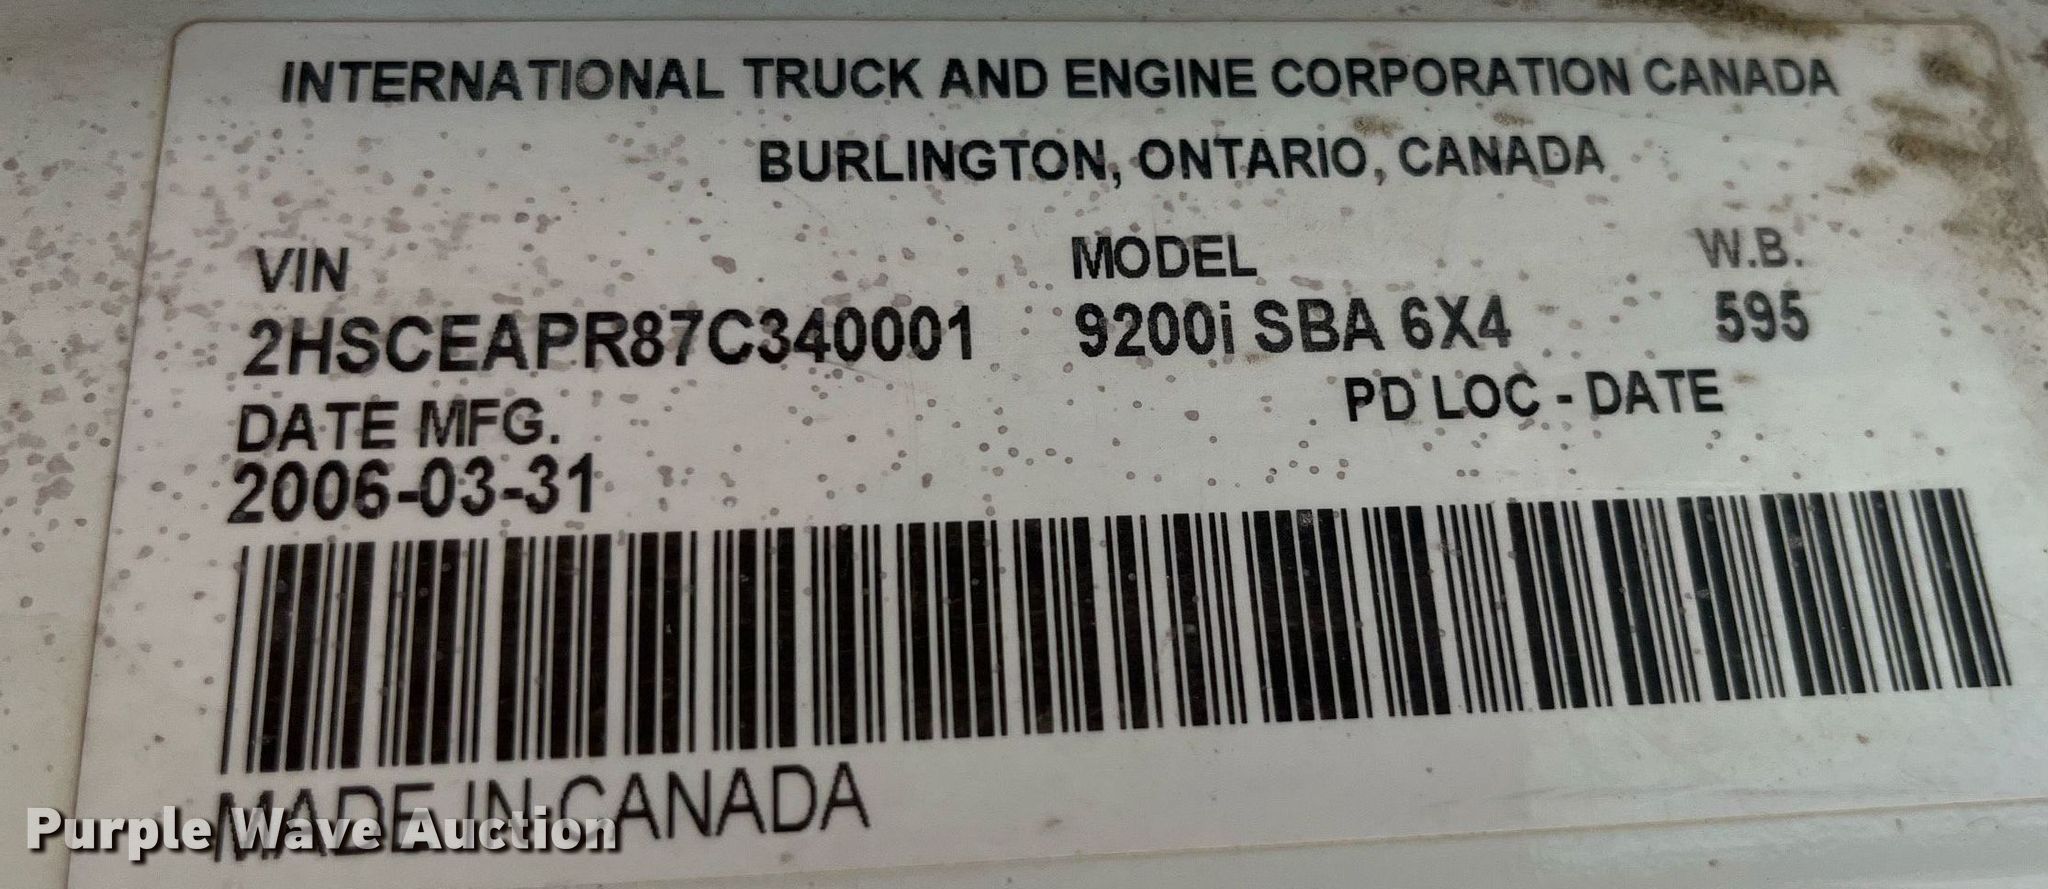 INTERNATIONAL TRUCK AND ENGINE CORPORATION CANADA
BURLINGTON, ONTARIO, CANADA
VIN MODEL W.B.
2HSCEAPR87C340001 9200i SBA 6X4 595
DATE MFG. PD LOC - DATE
2006-03-31
MADE IN CANADA
Purple Wave Auction